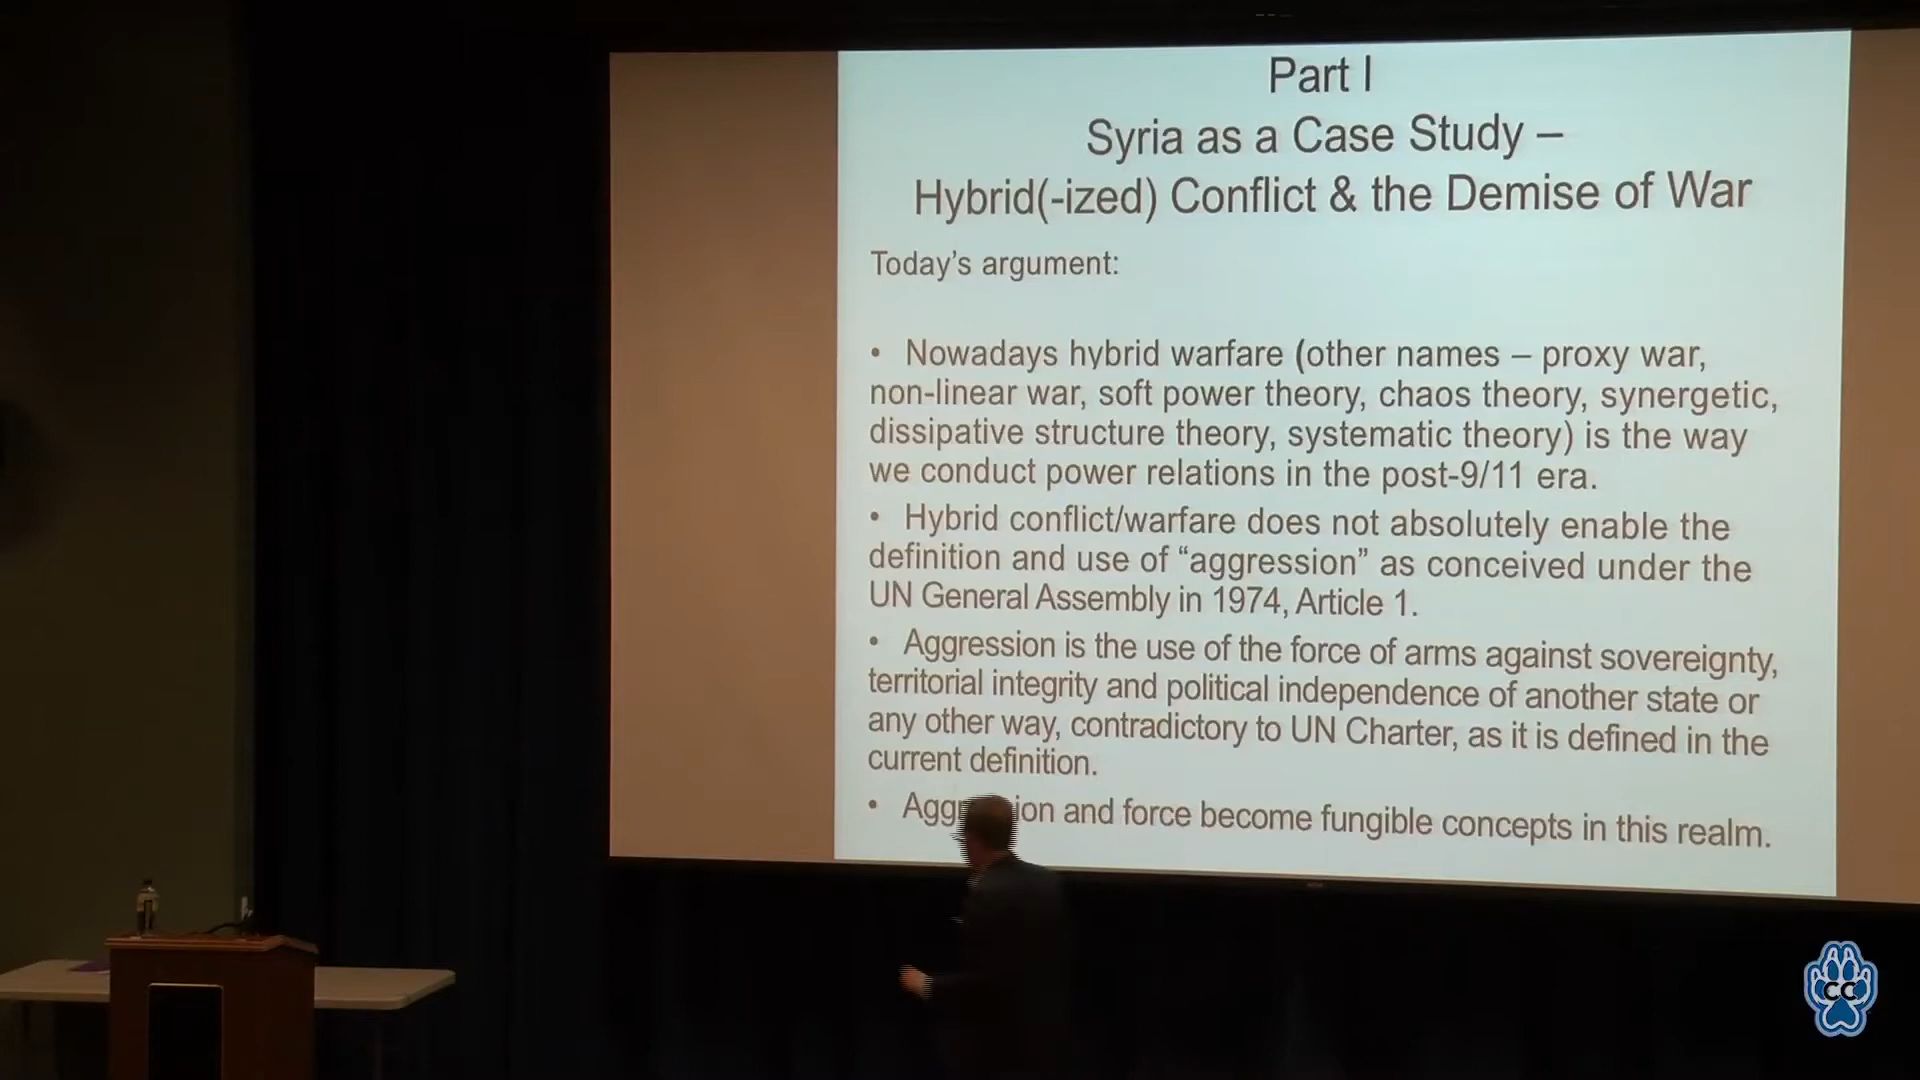 Part I
Syria as a Case Study –
Hybrid(-ized) Conflict & the Demise of War
Today's argument:
• Nowadays hybrid warfare (other names – proxy war,
non-linear war, soft power theory, chaos theory, synergetic,
dissipative structure theory, systematic theory) is the way
we conduct power relations in the post-9/11 era.
• Hybrid conflict/warfare does not absolutely enable the
definition and use of “aggression” as conceived under the
UN General Assembly in 1974, Article 1.
• Aggression is the use of the force of arms against sovereignty,
territorial integrity and political independence of another state or
any other way, contradictory to UN Charter, as it is defined in the
current definition.
• and force become fungible concepts in this realm.
CC